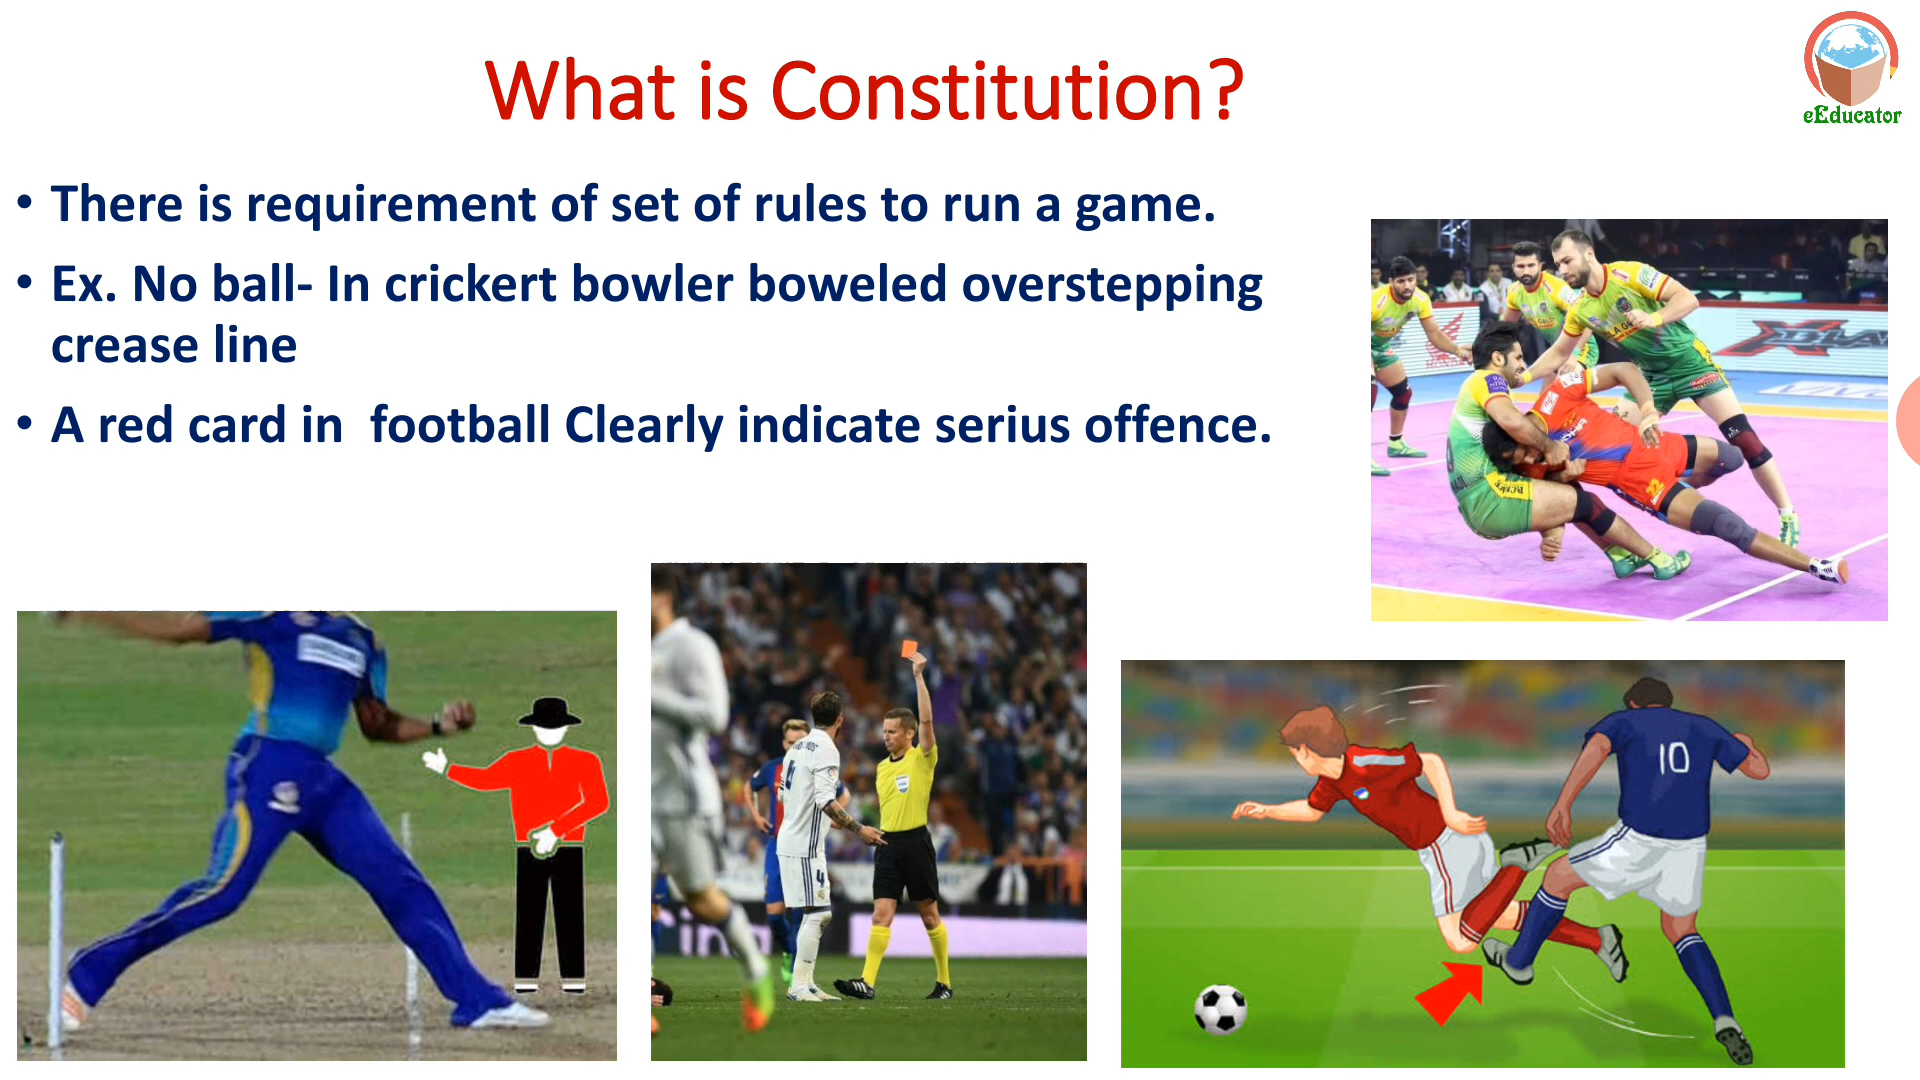 What is Constitution?
eEducator
• There is requirement of set of rules to run a game.
• Ex. No ball- In crickert bowler boweled overstepping
crease line
• A red card in  football Clearly indicate serius offence.
4
10